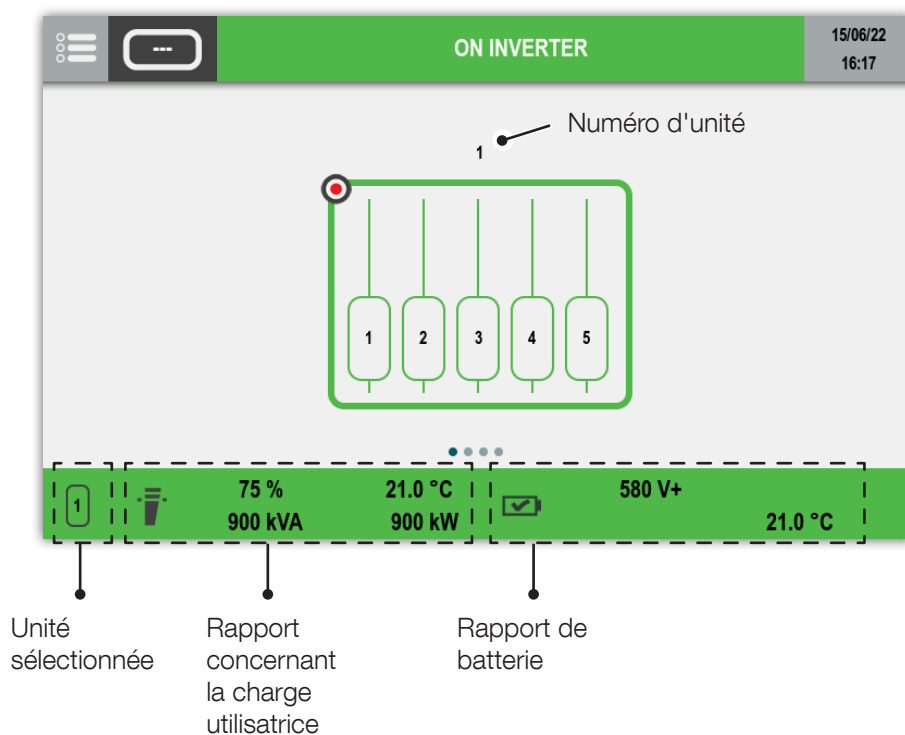 ---
ON INVERTER
15/06/22
16:17
Numéro d'unité
1
1 2 3 4 5
1
75 % 21.0 °C
900 kVA 900 kW
580 V+
21.0 °C
Unité
sélectionnée
Rapport
concernant
la charge
utilisatrice
Rapport de
batterie